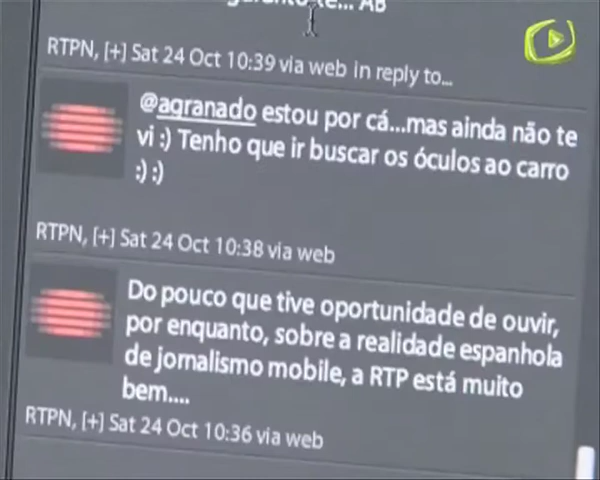 te... AB
RTPN, [+] Sat 24 Oct 10:39 via web in reply to...
@agranado estou por cá...mas ainda não te
vi :) Tenho que ir buscar os óculos ao carro
:) :)
RTPN, [+] Sat 24 Oct 10:38 via web
Do pouco que tive oportunidade de ouvir,
por enquanto, sobre a realidade espanhola
de jornalismo mobile, a RTP está muito
bem....
RTPN, [+] Sat 24 Oct 10:36 via web